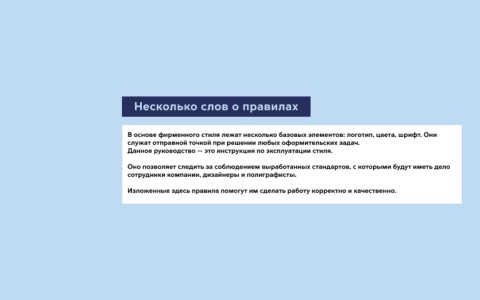 Несколько слов о правилах
В основе фирменного стиля лежат несколько базовых элементов: логотип, цвета, шрифт. Они
служат отправной точкой при решении любых оформительских задач.
Данное руководство — это инструкция по эксплуатации стиля.
Оно позволяет следить за соблюдением выработанных стандартов, с которыми будут иметь дело
сотрудники компании, дизайнеры и полиграфисты.
Изложенные здесь правила помогут им сделать работу корректно и качественно.